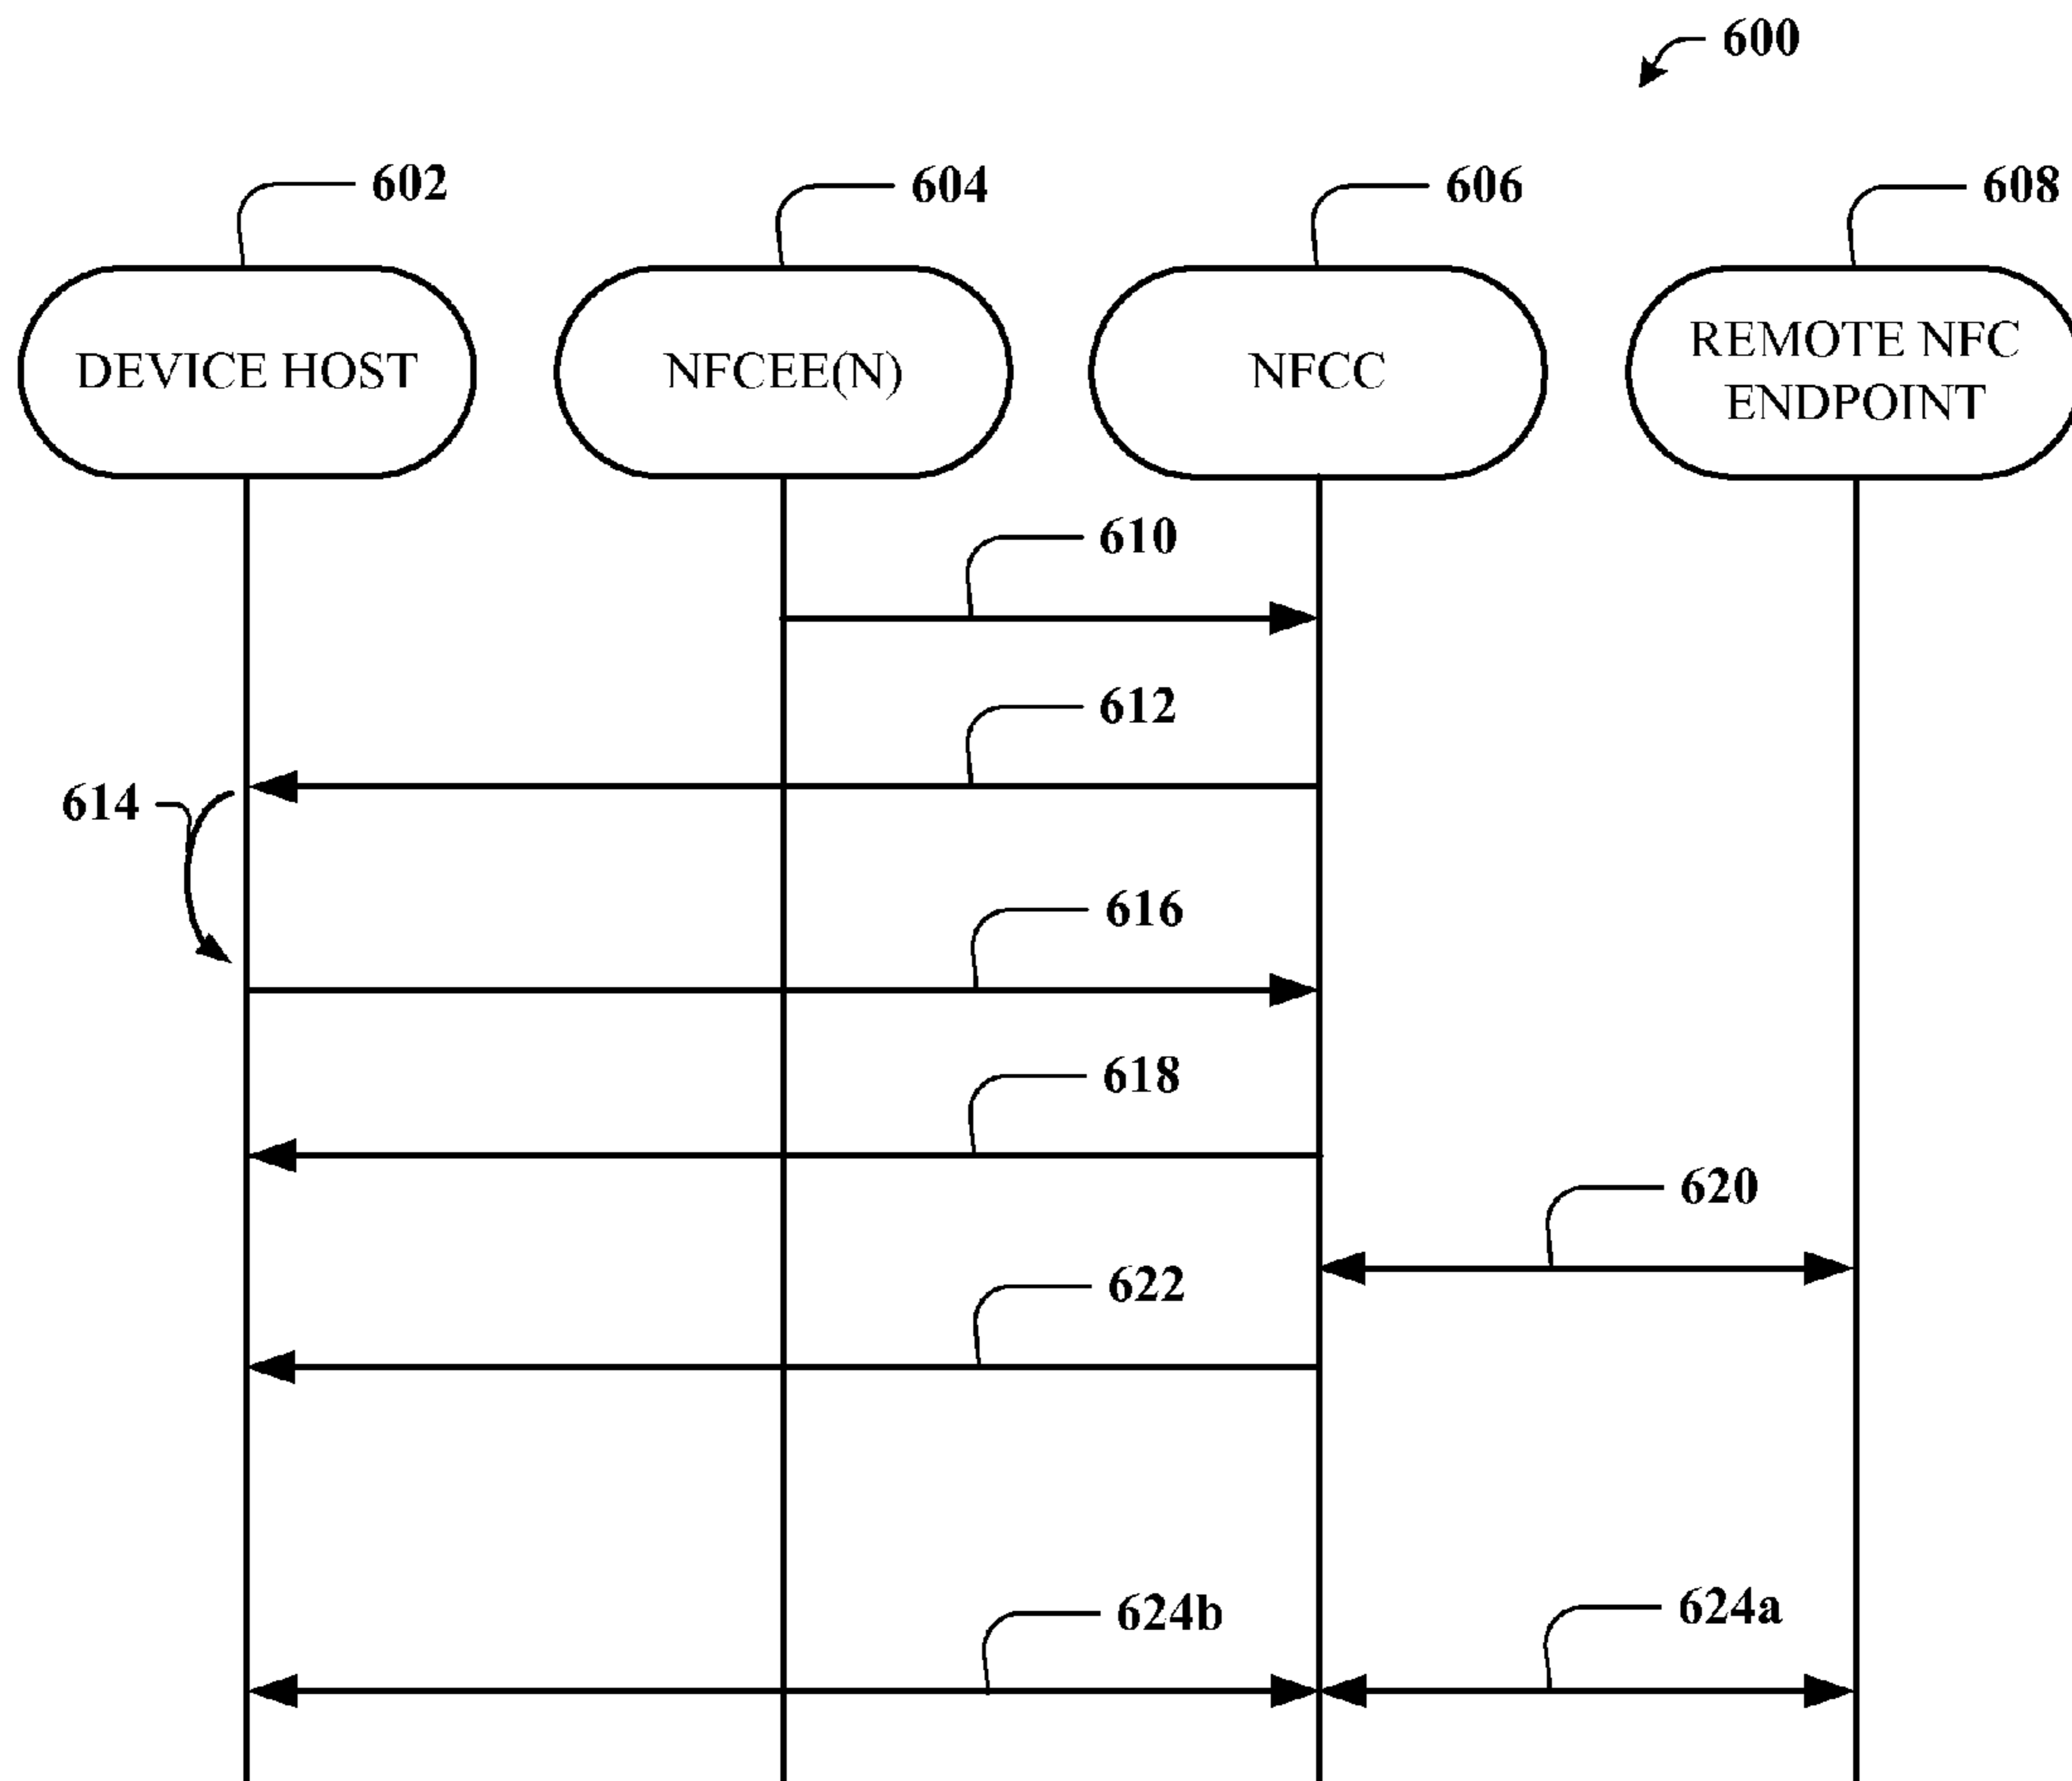 600
602
604
606
608
DEVICE HOST
NFCEE(N)
NFCC
REMOTE NFC
ENDPOINT
610
612
614
616
618
620
622
624b
624a